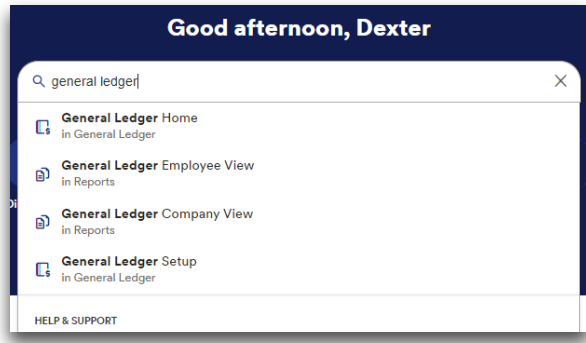 Good afternoon, Dexter
general ledger
General Ledger Home
in General Ledger
General Ledger Employee View
in Reports
General Ledger Company View
in Reports
General Ledger Setup
in General Ledger
HELP & SUPPORT